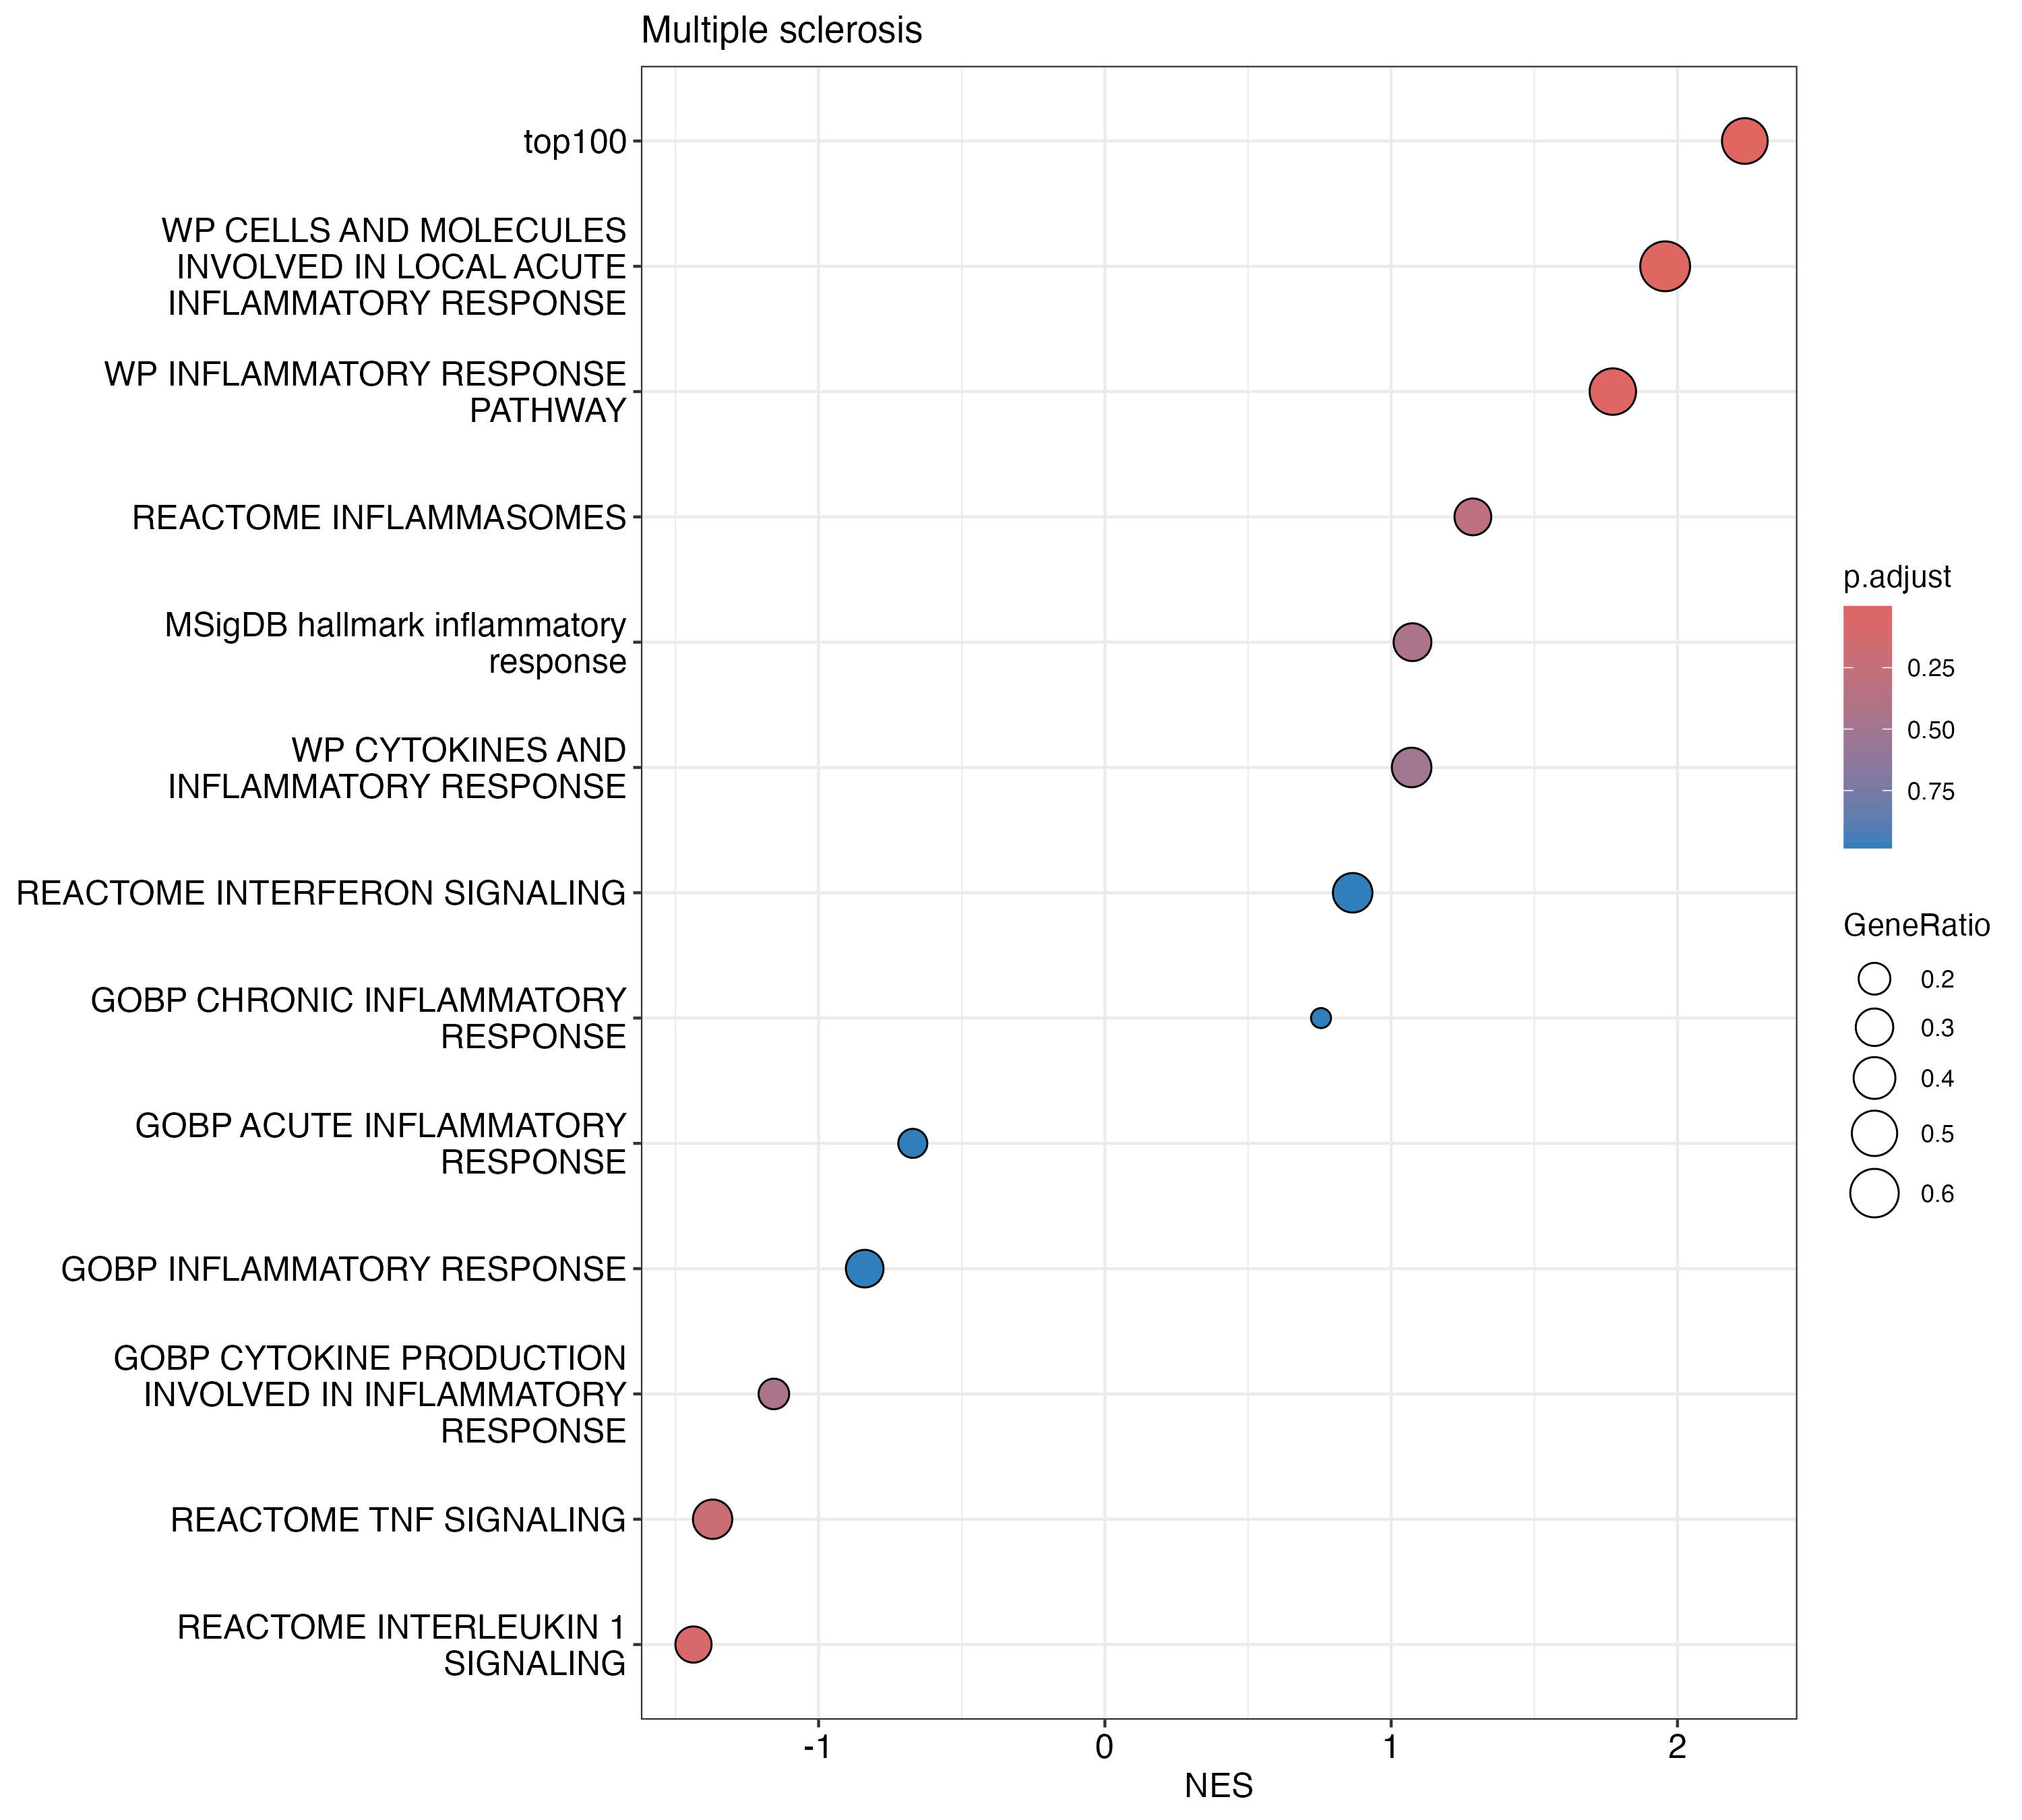 Multiple sclerosis
top100
WP CELLS AND MOLECULES
INVOLVED IN LOCAL ACUTE
INFLAMMATORY RESPONSE
WP INFLAMMATORY RESPONSE
PATHWAY
REACTOME INFLAMMASOMES
MSigDB hallmark inflammatory
response
WP CYTOKINES AND
INFLAMMATORY RESPONSE
REACTOME INTERFERON SIGNALING
GOBP CHRONIC INFLAMMATORY
RESPONSE
GOBP ACUTE INFLAMMATORY
RESPONSE
GOBP INFLAMMATORY RESPONSE
GOBP CYTOKINE PRODUCTION
INVOLVED IN INFLAMMATORY
RESPONSE
REACTOME TNF SIGNALING
REACTOME INTERLEUKIN 1
SIGNALING
-1 0 1 2
NES
p.adjust
0.25
0.50
0.75
GeneRatio
0.2
0.3
0.4
0.5
0.6